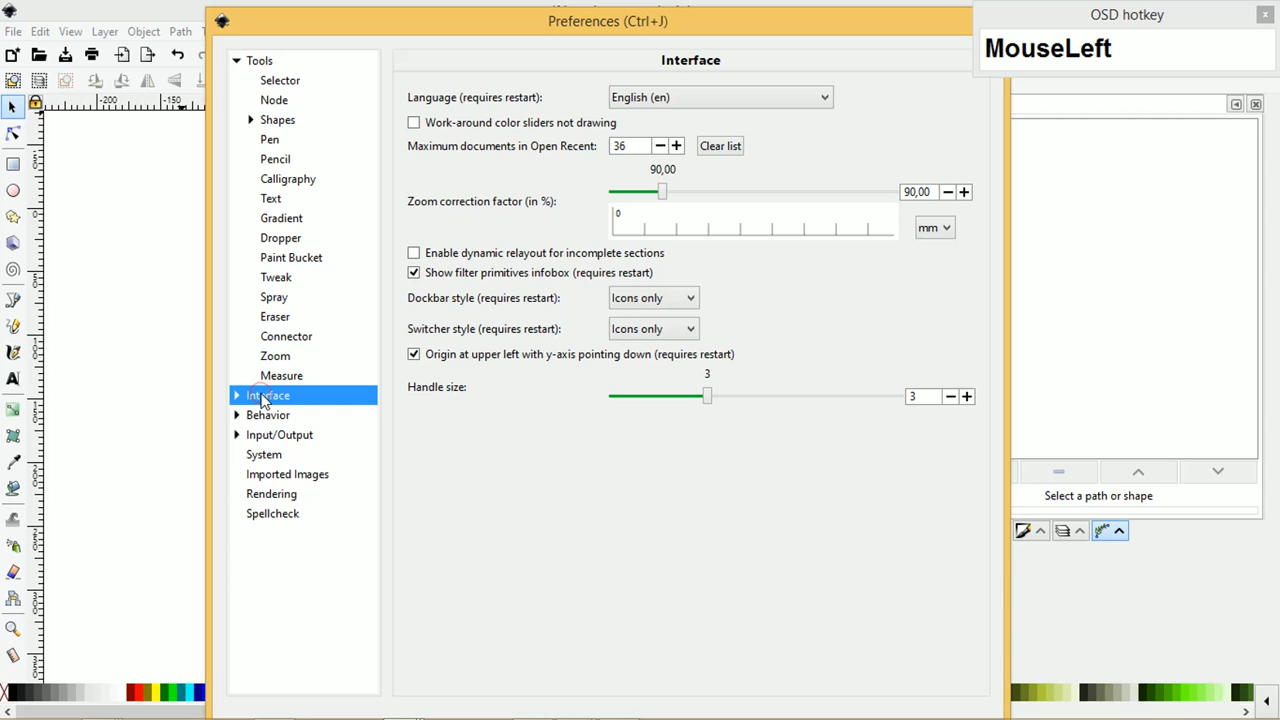 Preferences (Ctrl+J)
OSD hotkey
MouseLeft
File Edit View Layer Object Path
-200 -150
Tools
Selector
Node
Shapes
Pen
Pencil
Calligraphy
Text
Gradient
Dropper
Paint Bucket
Tweak
Spray
Eraser
Connector
Zoom
Measure
Interface
Behavior
Input/Output
System
Imported Images
Rendering
Spellcheck
Interface
Language (requires restart): English (en)
Work-around color sliders not drawing
Maximum documents in Open Recent: 36 Clear list
90,00
Zoom correction factor (in %): 90,00
0
mm
Enable dynamic relayout for incomplete sections
Show filter primitives infobox (requires restart)
Dockbar style (requires restart): Icons only
Switcher style (requires restart): Icons only
Origin at upper left with y-axis pointing down (requires restart)
3
Handle size: 3
Select a path or shape